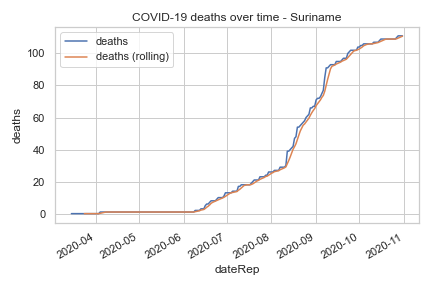 COVID-19 deaths over time - Suriname
deaths
deaths (rolling)
100
80
60
40
20
0
deaths
2020-04
2020-05
2020-06
2020-07
2020-08
2020-09
2020-10
2020-11
dateRep